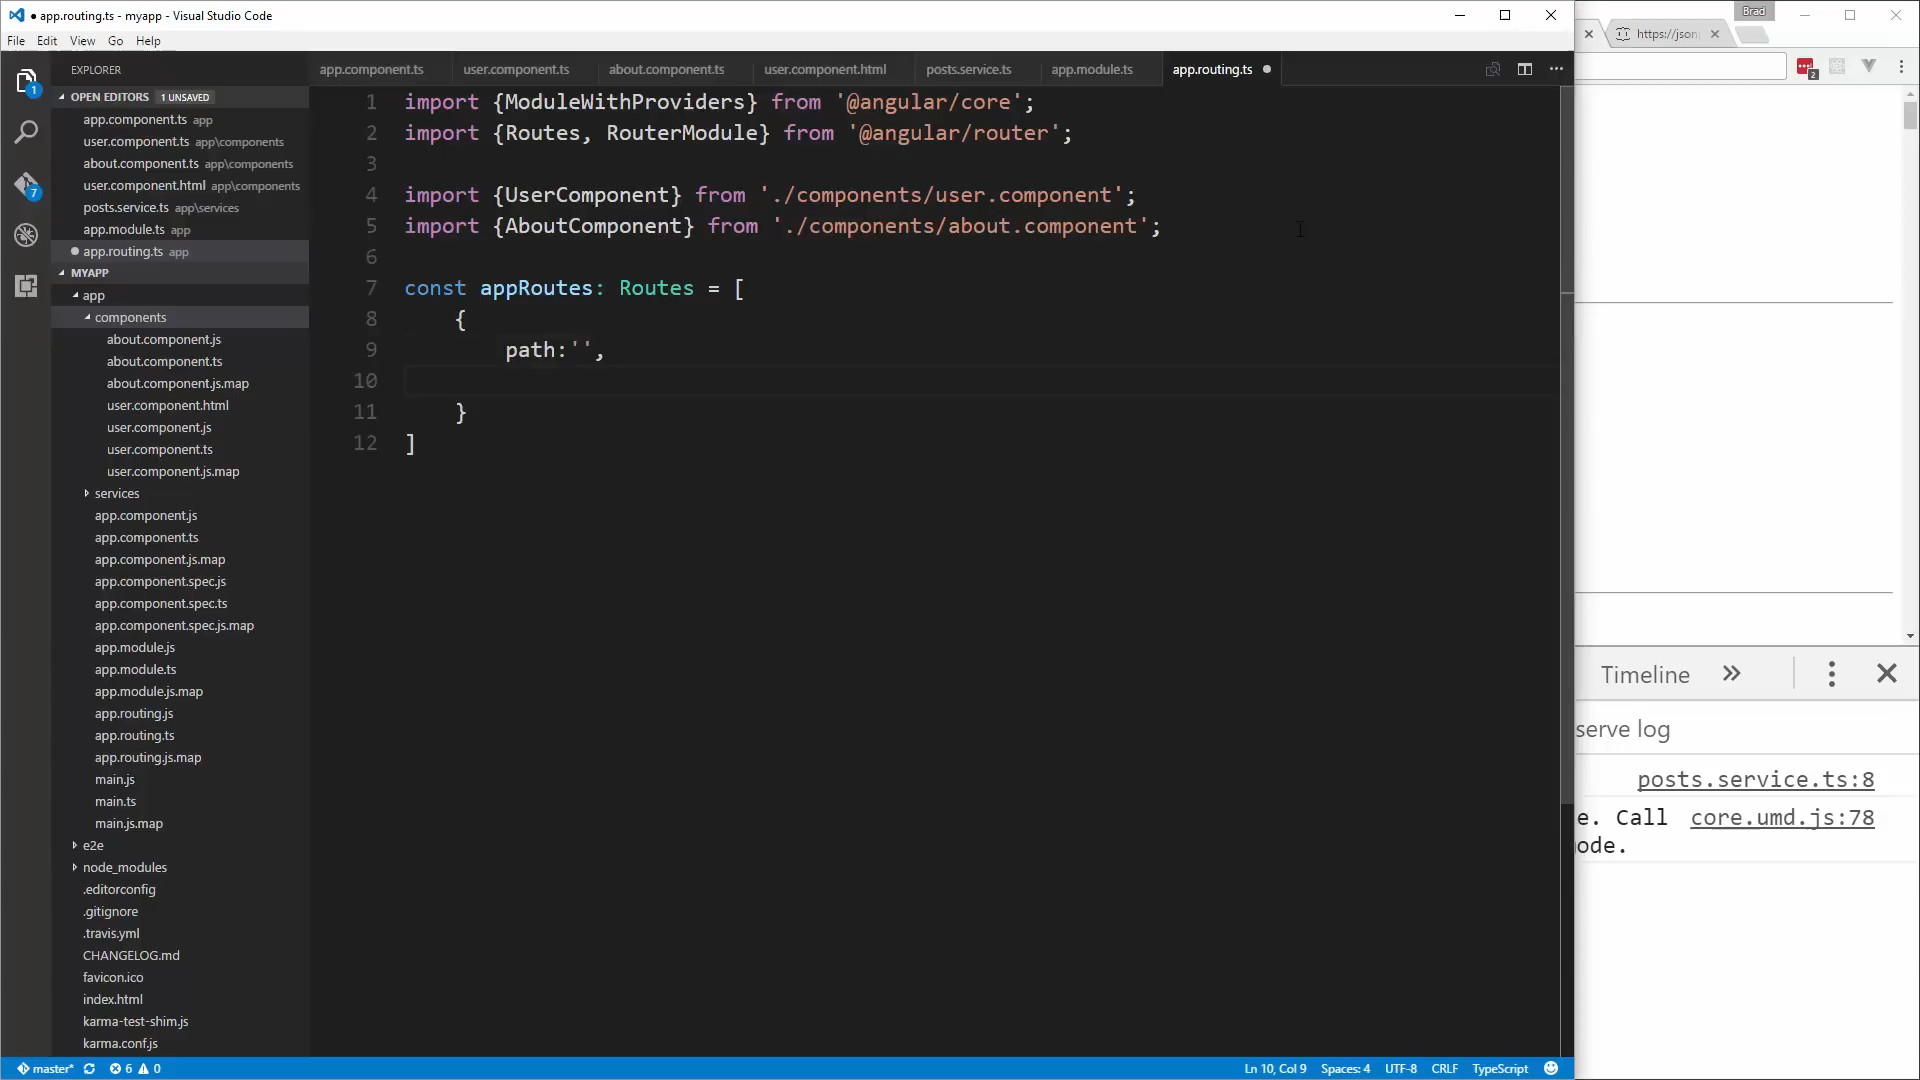 ● app.routing.ts - myapp - Visual Studio Code
File Edit View Go Help
EXPLORER
OPEN EDITORS 1 UNSAVED
app.component.ts app
user.component.ts app\components
about.component.ts app\components
user.component.html app\components
posts.service.ts app\services
app.module.ts app
app.routing.ts app
MYAPP
app
components
about.component.js
about.component.ts
about.component.js.map
user.component.html
user.component.js
user.component.ts
user.component.js.map
services
app.component.js
app.component.ts
app.component.js.map
app.component.spec.js
app.component.spec.ts
app.component.spec.js.map
app.module.js
app.module.ts
app.module.js.map
app.routing.js
app.routing.ts
app.routing.js.map
main.js
main.ts
main.js.map
e2e
node_modules
.editorconfig
.gitignore
.travis.yml
CHANGELOG.md
favicon.ico
index.html
karma-test-shim.js
karma.conf.js
1
7
app.component.ts user.component.ts about.component.ts user.component.html posts.service.ts app.module.ts app.routing.ts
1 import {ModuleWithProviders} from '@angular/core';
2 import {Routes, RouterModule} from '@angular/router';
3
4 import {UserComponent} from './components/user.component';
5 import {AboutComponent} from './components/about.component';
6
7 const appRoutes: Routes = [
8 {
9 path:'',
10
11 }
12 ]
master* 6 0
Ln 10, Col 9 Spaces: 4 UTF-8 CRLF TypeScript
Brad
https://json
2
Timeline
serve log
posts.service.ts:8
e. Call core.umd.js:78
ode.